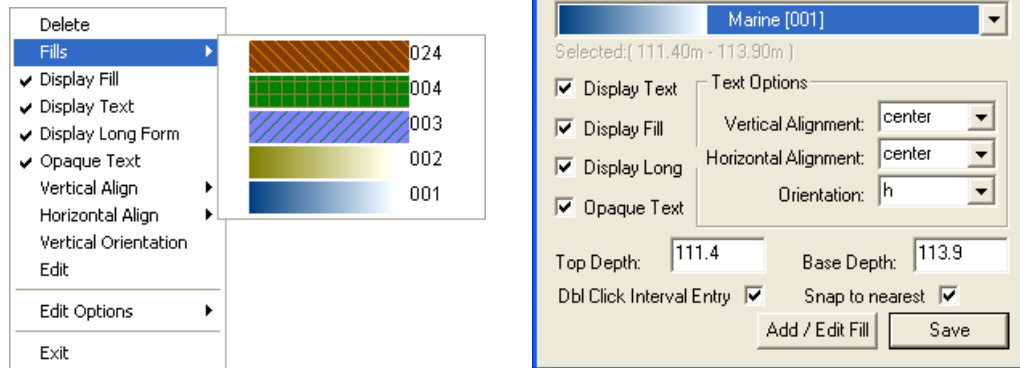 Delete
Fills
Display Fill
Display Text
Display Long Form
Opaque Text
Vertical Align
Horizontal Align
Vertical Orientation
Edit
Edit Options
Exit
024
004
003
002
001
Marine [001]
Selected:( 111.40m - 113.90m )
Display Text
Display Fill
Display Long
Opaque Text
Text Options
Vertical Alignment: center
Horizontal Alignment: center
Orientation: h
Top Depth: 111.4 Base Depth: 113.9
Dbl Click Interval Entry Snap to nearest
Add / Edit Fill Save